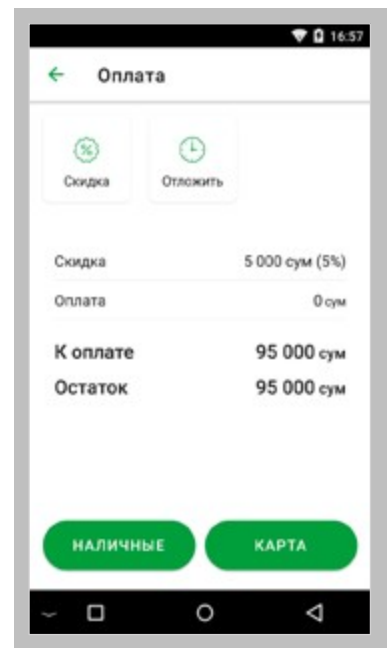 16:57
Оплата
Скидка Отложить
Скидка 5 000 сум (5%)
Оплата 0 сум
К оплате 95 000 сум
Остаток 95 000 сум
НАЛИЧНЫЕ КАРТА